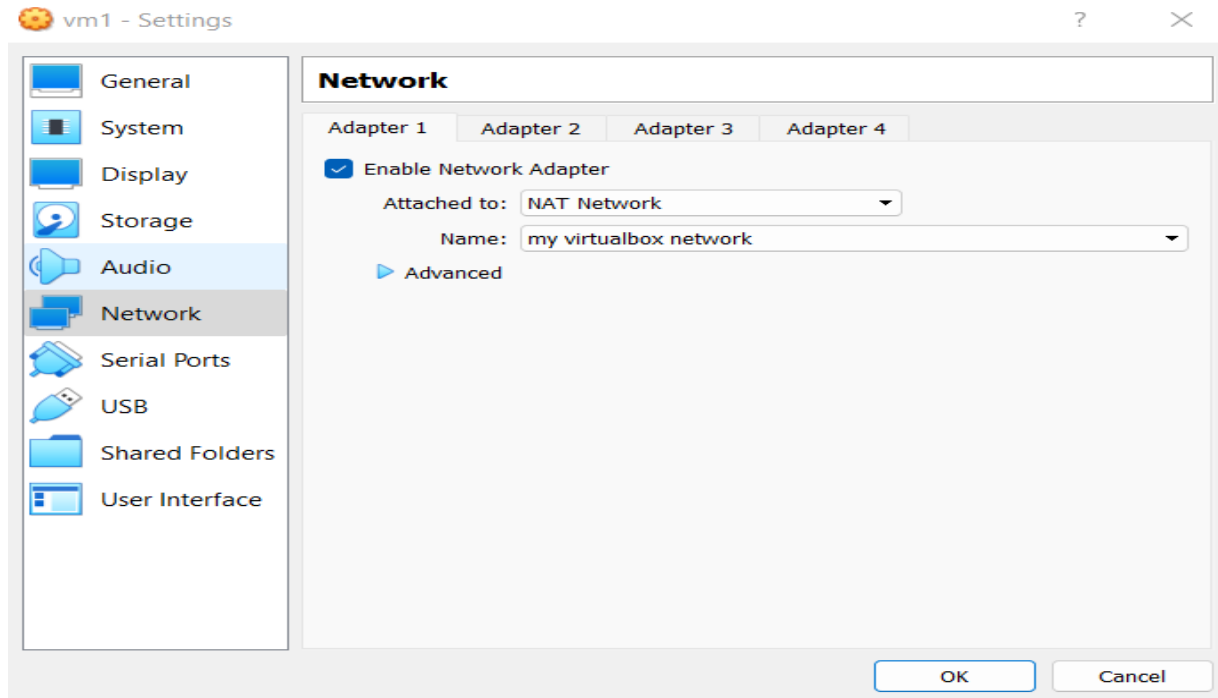 vm1 - Settings
?
General
System
Display
Storage
Audio
Network
Serial Ports
USB
Shared Folders
User Interface
Network
Adapter 1 Adapter 2 Adapter 3 Adapter 4
Enable Network Adapter
Attached to: NAT Network
Name: my virtualbox network
Advanced
OK Cancel